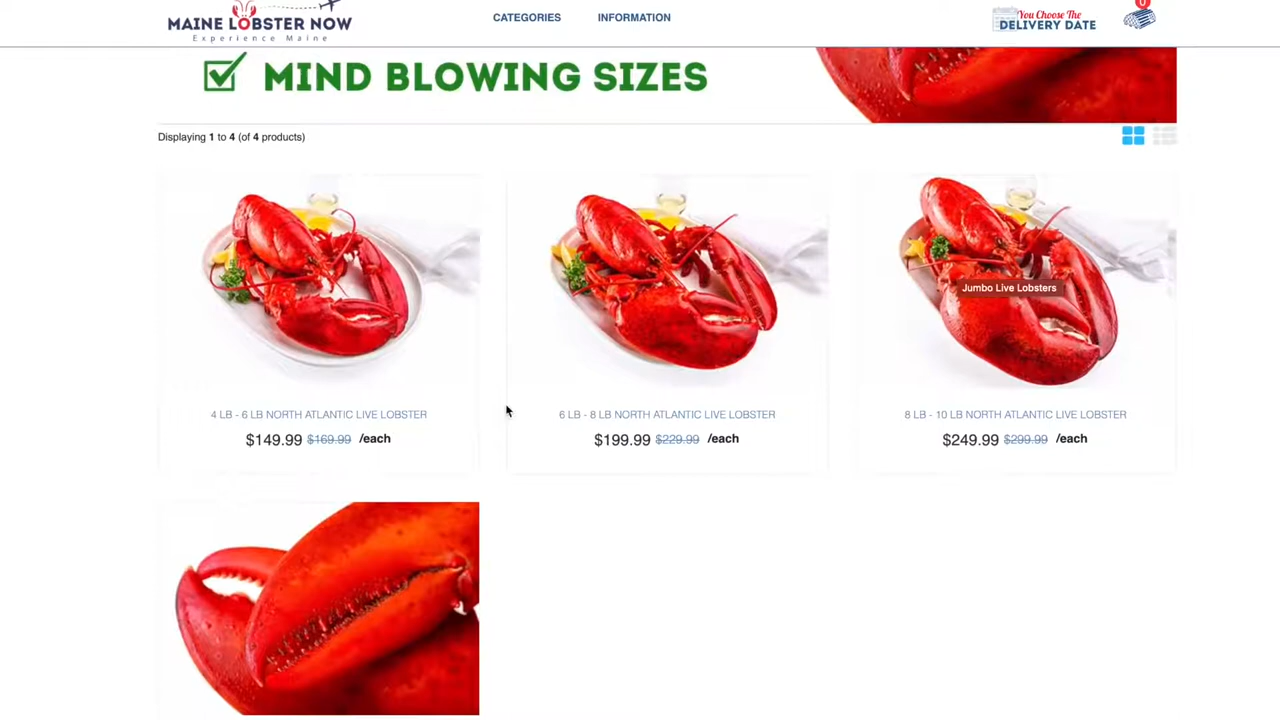 MAINE LOBSTER NOW
Experience Maine
CATEGORIES
INFORMATION
You Choose The
DELIVERY DATE
0
MIND BLOWING SIZES
Displaying 1 to 4 (of 4 products)
Jumbo Live Lobsters
4 LB - 6 LB NORTH ATLANTIC LIVE LOBSTER
$149.99 $169.99 /each
6 LB - 8 LB NORTH ATLANTIC LIVE LOBSTER
$199.99 $229.99 /each
8 LB - 10 LB NORTH ATLANTIC LIVE LOBSTER
$249.99 $299.99 /each